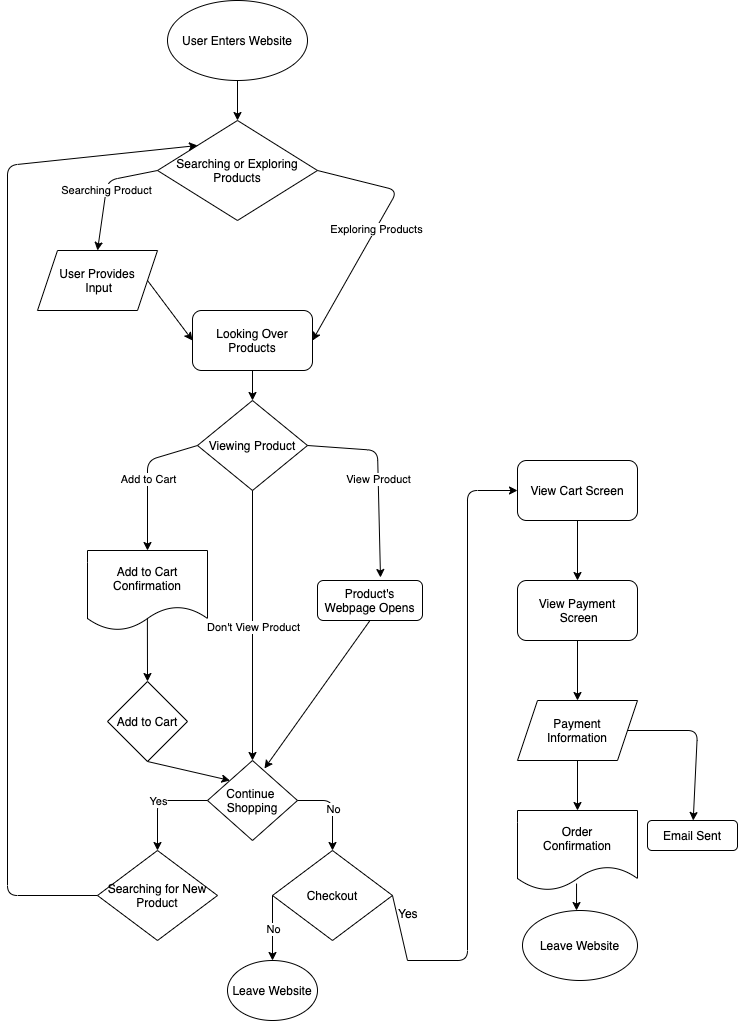 User Enters Website
Searching or Exploring
Products
Searching Product
Exploring Products
User Provides
Input
Looking Over
Products
Viewing Product
Add to Cart
View Product
Add to Cart
Confirmation
Product's
Webpage Opens
Don't View Product
Add to Cart
Continue
Shopping
Yes
No
Searching for New
Product
Checkout
No
Yes
Leave Website
View Cart Screen
View Payment
Screen
Payment
Information
Order
Confirmation
Email Sent
Leave Website